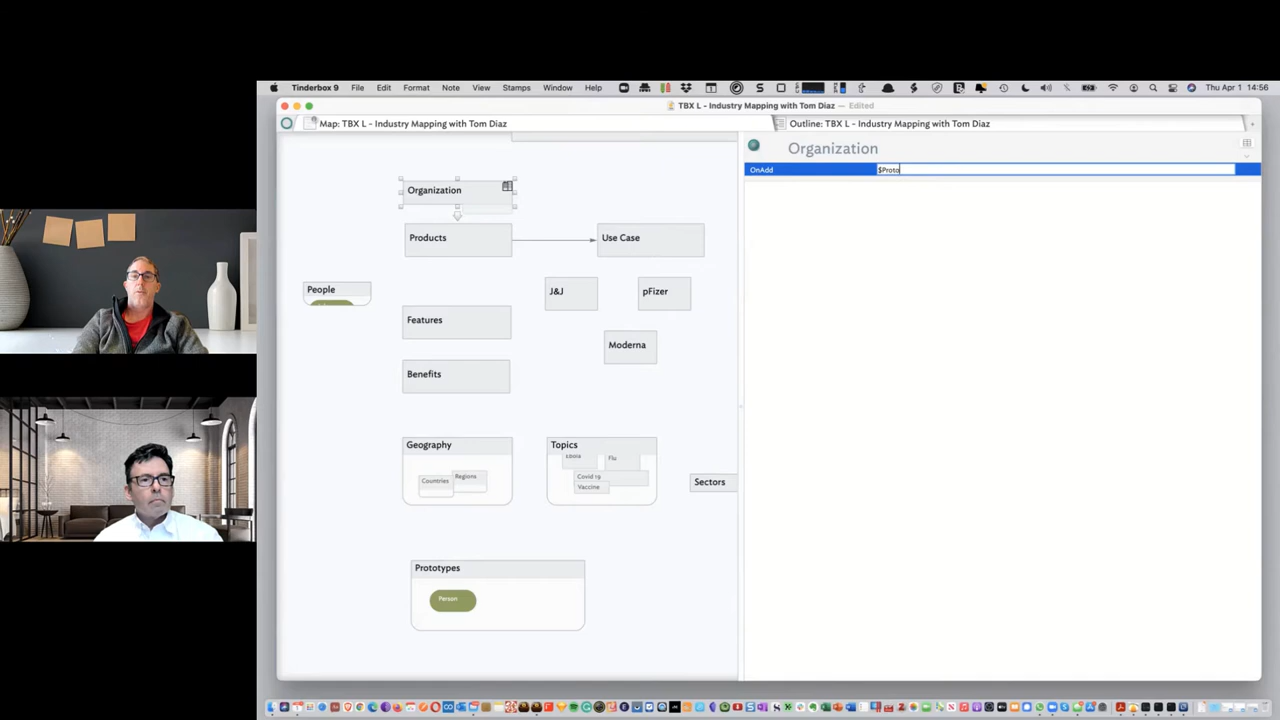 Tinderbox 9 File Edit Format Note View Stamps Window Help Thu Apr 1 14:56
TBX L - Industry Mapping with Tom Diaz — Edited
Map: TBX L - Industry Mapping with Tom Diaz
Outline: TBX L - Industry Mapping with Tom Diaz
Organization
OnAdd $Proto
Organization
Products
Use Case
People
J&J
pFizer
Features
Moderna
Benefits
Geography
Countries
Regions
Topics
Ebola
Flu
Covid 19
Vaccine
Sectors
Prototypes
Person